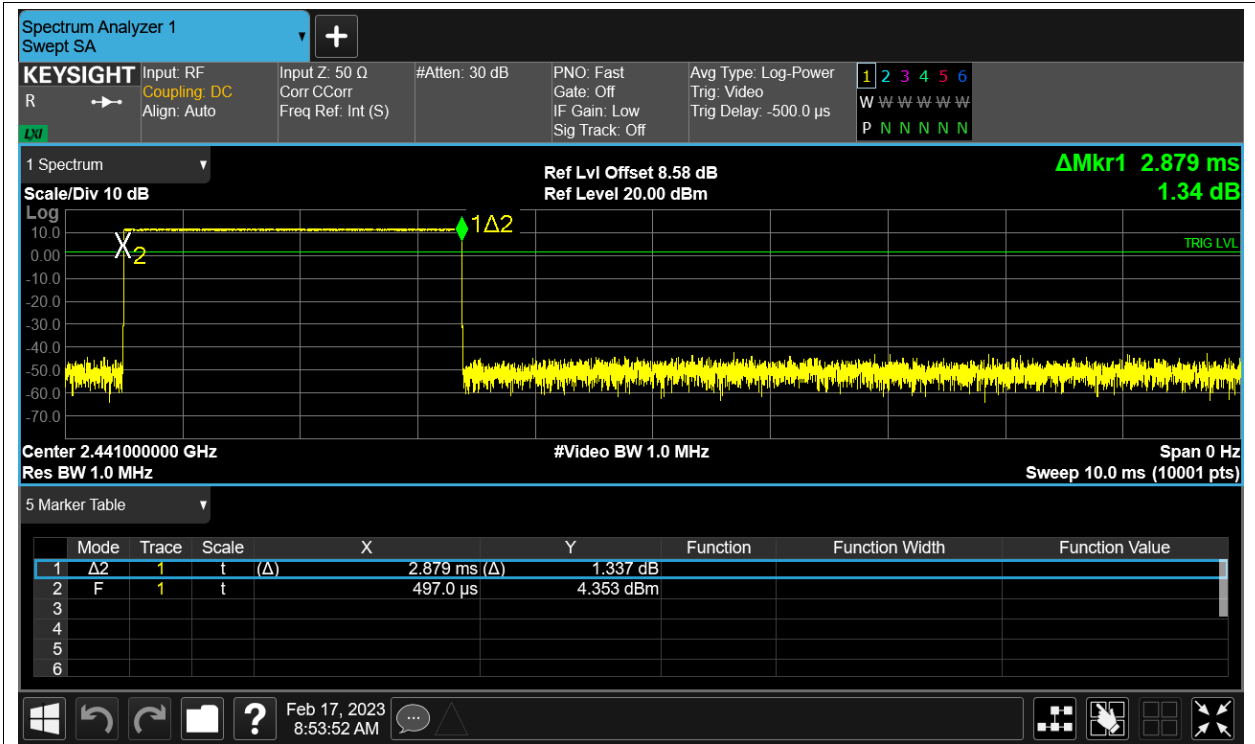 Spectrum Analyzer 1
Swept SA
KEYSIGHT Input: RF Input Z: 50 Ω #Atten: 30 dB PNO: Fast Avg Type: Log-Power 1 2 3 4 5 6
R Coupling: DC Corr CCorr Gate: Off Trig: Video W W W W W W
Align: Auto Freq Ref: Int (S) IF Gain: Low Trig Delay: -500.0 µs
LXI Sig Track: Off P N N N N N
1 Spectrum Ref Lvl Offset 8.58 dB ΔMkr1 2.879 ms
Scale/Div 10 dB Ref Level 20.00 dBm 1.34 dB
Log
1Δ2
10.0
TRIG LVL
X2
0.00
-10.0
-20.0
-30.0
-40.0
-50.0
-60.0
-70.0
Center 2.441000000 GHz #Video BW 1.0 MHz Span 0 Hz
Res BW 1.0 MHz Sweep 10.0 ms (10001 pts)
5 Marker Table
Mode Trace Scale X Y Function Function Width Function Value
1 Δ2 1 t (Δ) 2.879 ms (Δ) 1.337 dB
2 F 1 t 497.0 µs 4.353 dBm
3
4
5
6
? Feb 17, 2023
8:53:52 AM